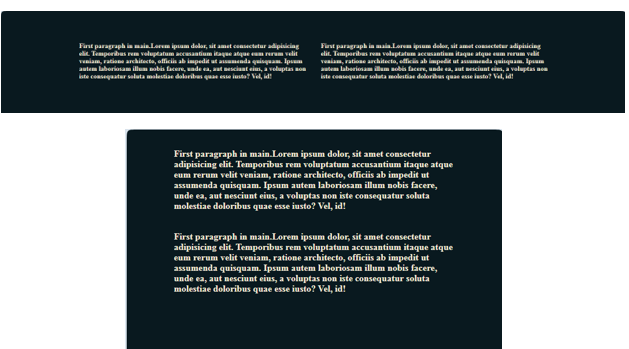 First paragraph in main.Lorem ipsum dolor, sit amet consectetur adipisicing
elit. Temporibus rem voluptatum accusantium itaque atque eum rerum velit
veniam, ratione architecto, officiis ab impedit ut assumenda quisquam. Ipsum
autem laboriosam illum nobis facere, unde ea, aut nesciunt eius, a voluptas non
iste consequatur soluta molestiae doloribus quae esse iusto? Vel, id!
First paragraph in main.Lorem ipsum dolor, sit amet consectetur adipisicing
elit. Temporibus rem voluptatum accusantium itaque atque eum rerum velit
veniam, ratione architecto, officiis ab impedit ut assumenda quisquam. Ipsum
autem laboriosam illum nobis facere, unde ea, aut nesciunt eius, a voluptas non
iste consequatur soluta molestiae doloribus quae esse iusto? Vel, id!
First paragraph in main.Lorem ipsum dolor, sit amet consectetur
adipisicing elit. Temporibus rem voluptatum accusantium itaque atque
eum rerum velit veniam, ratione architecto, officiis ab impedit ut
assumenda quisquam. Ipsum autem laboriosam illum nobis facere,
unde ea, aut nesciunt eius, a voluptas non iste consequatur soluta
molestiae doloribus quae esse iusto? Vel, id!
First paragraph in main.Lorem ipsum dolor, sit amet consectetur
adipisicing elit. Temporibus rem voluptatum accusantium itaque atque
eum rerum velit veniam, ratione architecto, officiis ab impedit ut
assumenda quisquam. Ipsum autem laboriosam illum nobis facere,
unde ea, aut nesciunt eius, a voluptas non iste consequatur soluta
molestiae doloribus quae esse iusto? Vel, id!